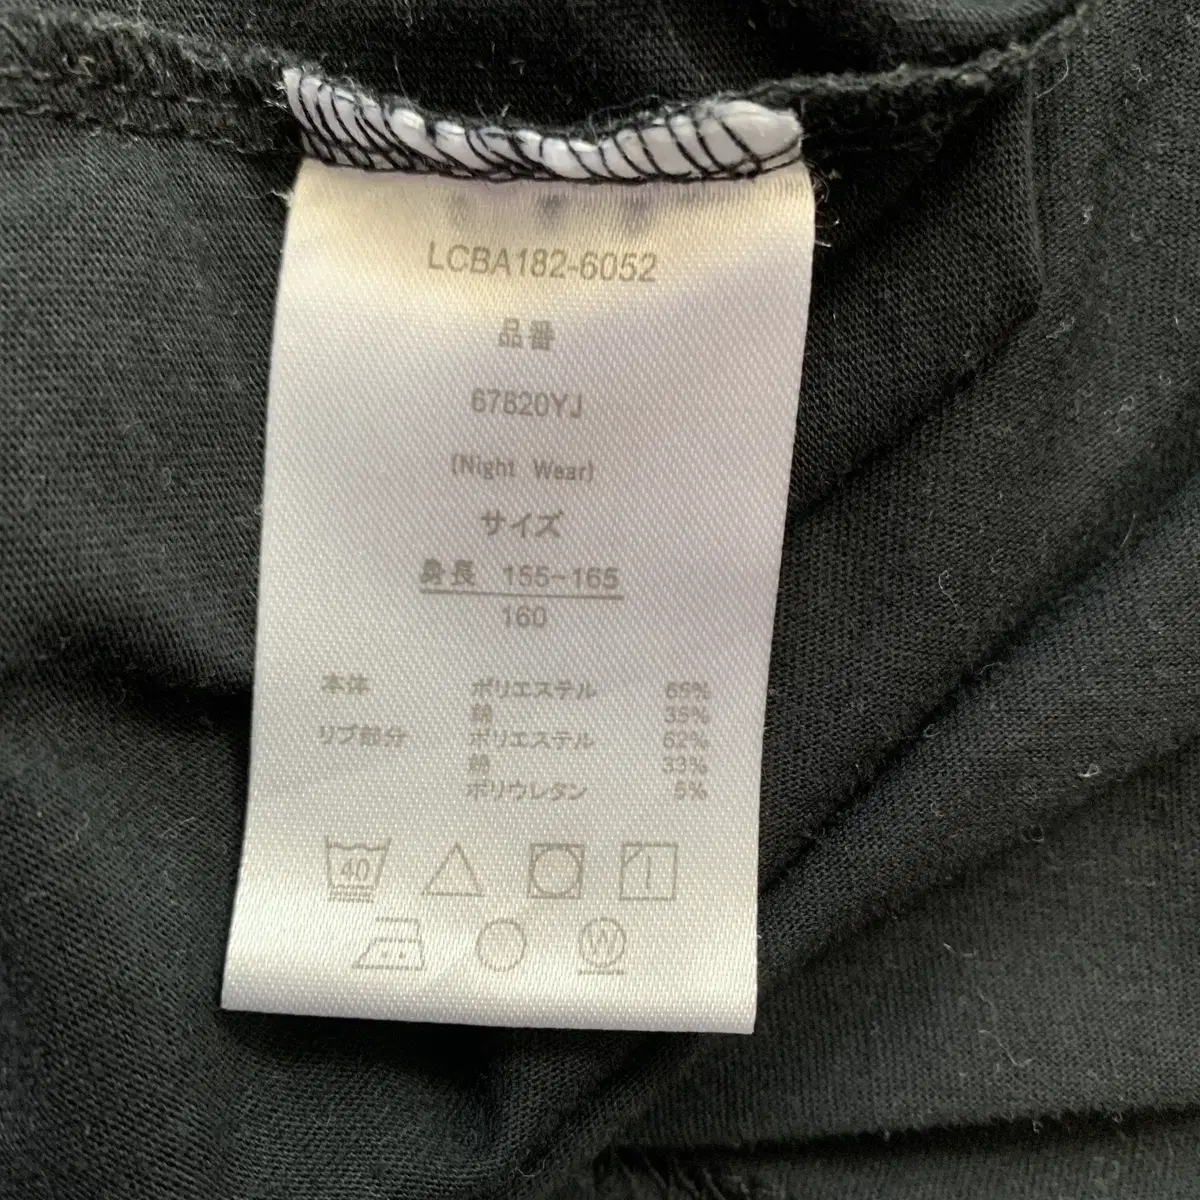 LCBA182-6052
品番
67820YJ
(Night Wear)
サイズ
身長 155-165
160
本体 ポリエステル 65%
綿 35%
リブ部分 ポリエステル 62%
綿 33%
ポリウレタン 5%
40
W